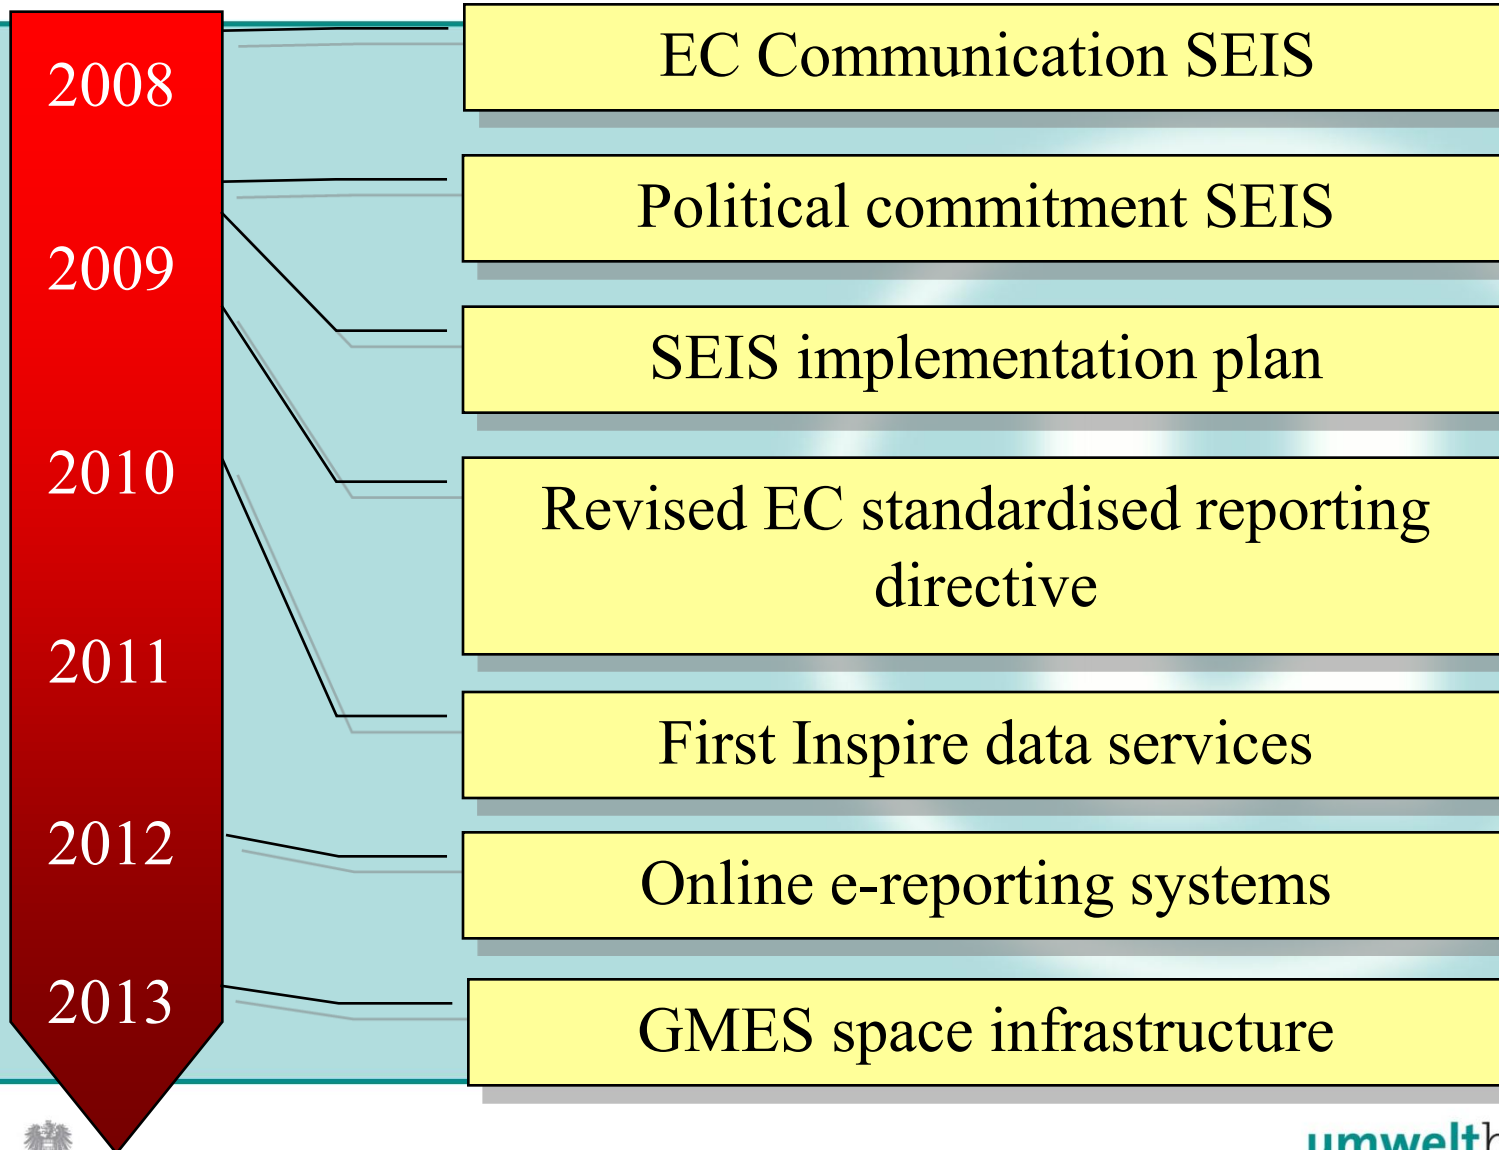 2008
EC Communication SEIS
Political commitment SEIS
2009
SEIS implementation plan
2010
Revised EC standardised reporting
directive
2011
First Inspire data services
2012
Online e-reporting systems
2013
GMES space infrastructure